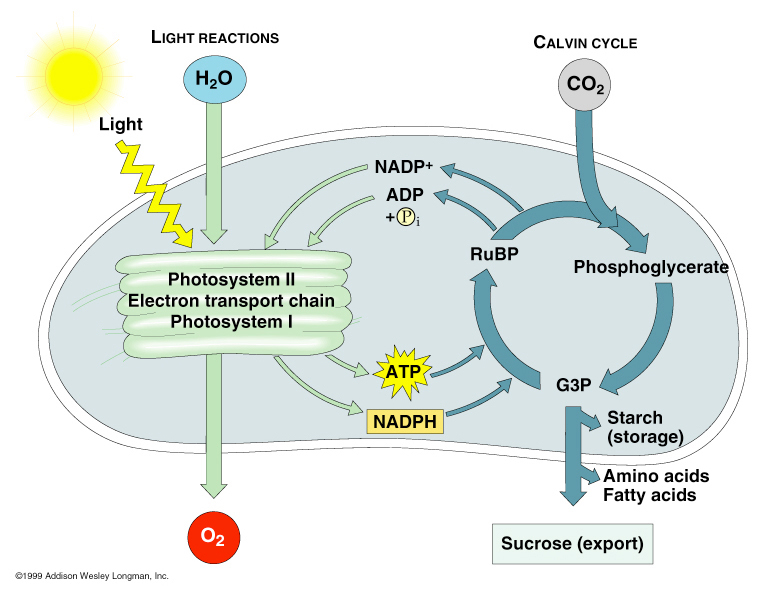 LIGHT REACTIONS
CALVIN CYCLE
H₂O
CO₂
Light
NADP⁺
ADP
+ Pi
RuBP
Phosphoglycerate
Photosystem II
Electron transport chain
Photosystem I
ATP
G3P
NADPH
Starch
(storage)
Amino acids
Fatty acids
O₂
Sucrose (export)
©1999 Addison Wesley Longman, Inc.